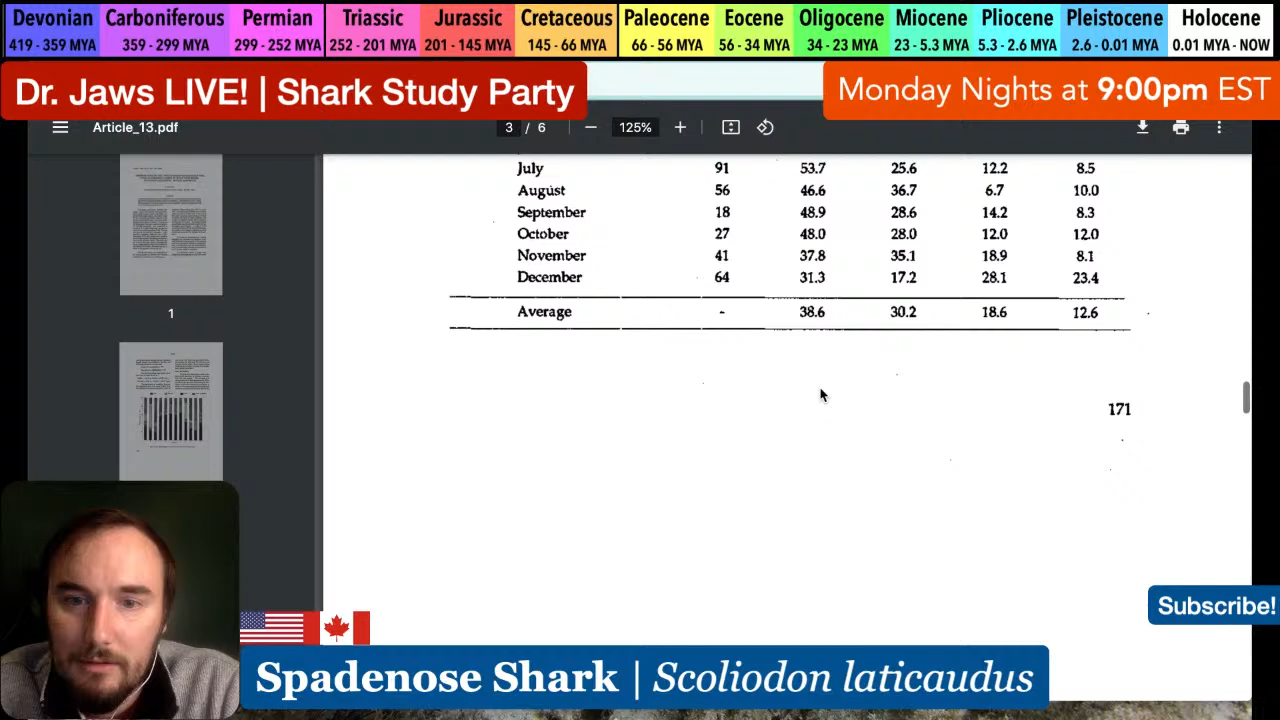 Devonian Carboniferous Permian Triassic Jurassic Cretaceous Paleocene Eocene Oligocene Miocene Pliocene Pleistocene Holocene
419 - 359 MYA 359 - 299 MYA 299 - 252 MYA 252 - 201 MYA 201 - 145 MYA 145 - 66 MYA 66 - 56 MYA 56 - 34 MYA 34 - 23 MYA 23 - 5.3 MYA 5.3 - 2.6 MYA 2.6 - 0.01 MYA 0.01 MYA - NOW
Dr. Jaws LIVE! | Shark Study Party
Monday Nights at 9:00pm EST
Article_13.pdf 3 / 6 125%
July 91 53.7 25.6 12.2 8.5
August 56 46.6 36.7 6.7 10.0
September 18 48.9 28.6 14.2 8.3
October 27 48.0 28.0 12.0 12.0
November 41 37.8 35.1 18.9 8.1
December 64 31.3 17.2 28.1 23.4
Average - 38.6 30.2 18.6 12.6
171
1
Subscribe!
Spadenose Shark | Scoliodon laticaudus